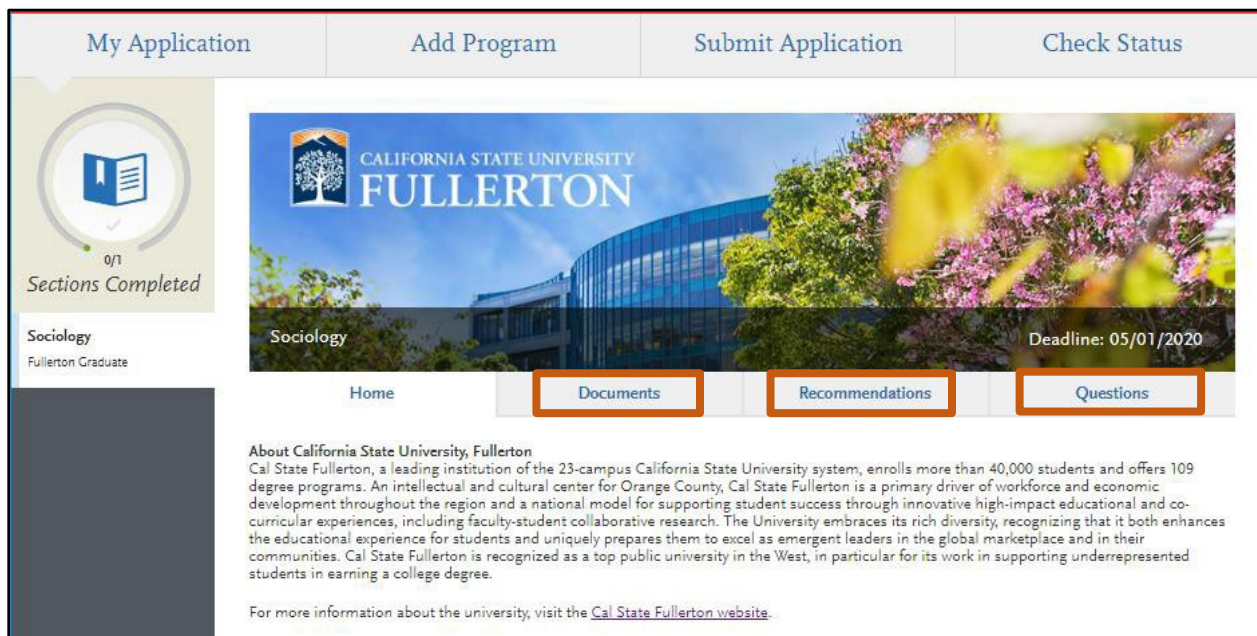 My Application
Add Program
Submit Application
Check Status
0/1
Sections Completed
Sociology
Fullerton Graduate
CALIFORNIA STATE UNIVERSITY
FULLERTON
Sociology
Deadline: 05/01/2020
Home
Documents
Recommendations
Questions
About California State University, Fullerton
Cal State Fullerton, a leading institution of the 23-campus California State University system, enrolls more than 40,000 students and offers 109
degree programs. An intellectual and cultural center for Orange County, Cal State Fullerton is a primary driver of workforce and economic
development throughout the region and a national model for supporting student success through innovative high-impact educational and co-
curricular experiences, including faculty-student collaborative research. The University embraces its rich diversity, recognizing that it both enhances
the educational experience for students and uniquely prepares them to excel as emergent leaders in the global marketplace and in their
communities. Cal State Fullerton is recognized as a top public university in the West, in particular for its work in supporting underrepresented
students in earning a college degree.
For more information about the university, visit the Cal State Fullerton website.